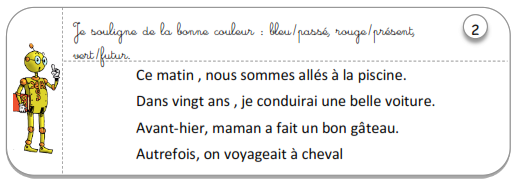 Je souligne de la bonne couleur : bleu/passé, rouge/présent,
vert/futur.
2
Ce matin , nous sommes allés à la piscine.
Dans vingt ans , je conduirai une belle voiture.
Avant-hier, maman a fait un bon gâteau.
Autrefois, on voyageait à cheval